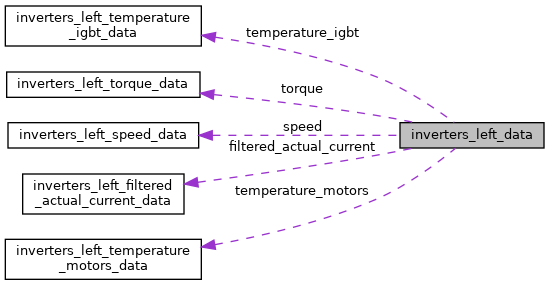 inverters_left_temperature
_igbt_data
temperature_igbt
inverters_left_torque_data
torque
inverters_left_speed_data
speed
inverters_left_data
filtered_actual_current
inverters_left_filtered
_actual_current_data
temperature_motors
inverters_left_temperature
_motors_data